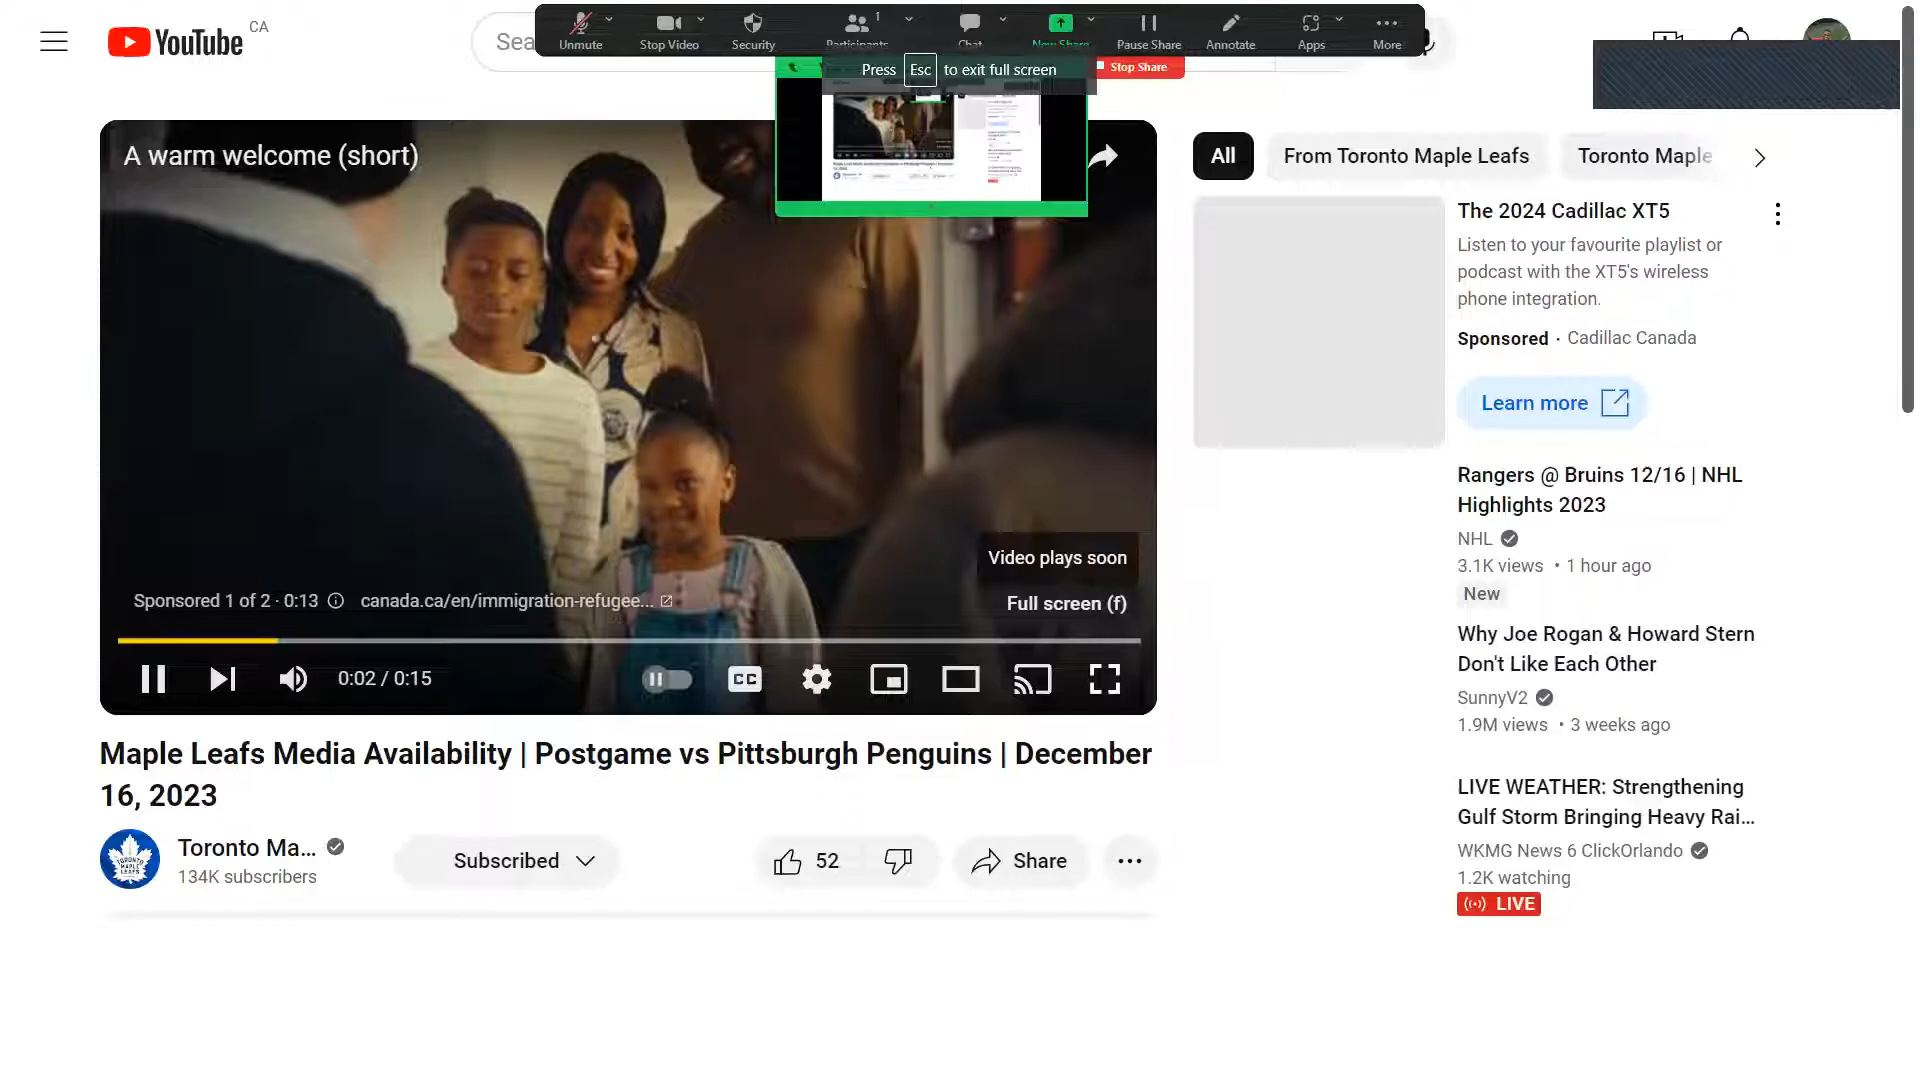 YouTube CA
Sea
Unmute Stop Video Security Participants 1 Chat New Share Pause Share Annotate Apps More
Press Esc to exit full screen
Stop Share
A warm welcome (short)
Video plays soon
Sponsored 1 of 2 · 0:13 canada.ca/en/immigration-refugee...
Full screen (f)
0:02 / 0:15
CC
Maple Leafs Media Availability | Postgame vs Pittsburgh Penguins | December
16, 2023
TORONTO MAPLE LEAFS
Toronto Ma...
134K subscribers
Subscribed
52
Share
All From Toronto Maple Leafs Toronto Maple
The 2024 Cadillac XT5
Listen to your favourite playlist or
podcast with the XT5's wireless
phone integration.
Sponsored · Cadillac Canada
Learn more
Rangers @ Bruins 12/16 | NHL
Highlights 2023
NHL
3.1K views • 1 hour ago
New
Why Joe Rogan & Howard Stern
Don't Like Each Other
SunnyV2
1.9M views • 3 weeks ago
LIVE WEATHER: Strengthening
Gulf Storm Bringing Heavy Rai...
WKMG News 6 ClickOrlando
1.2K watching
LIVE